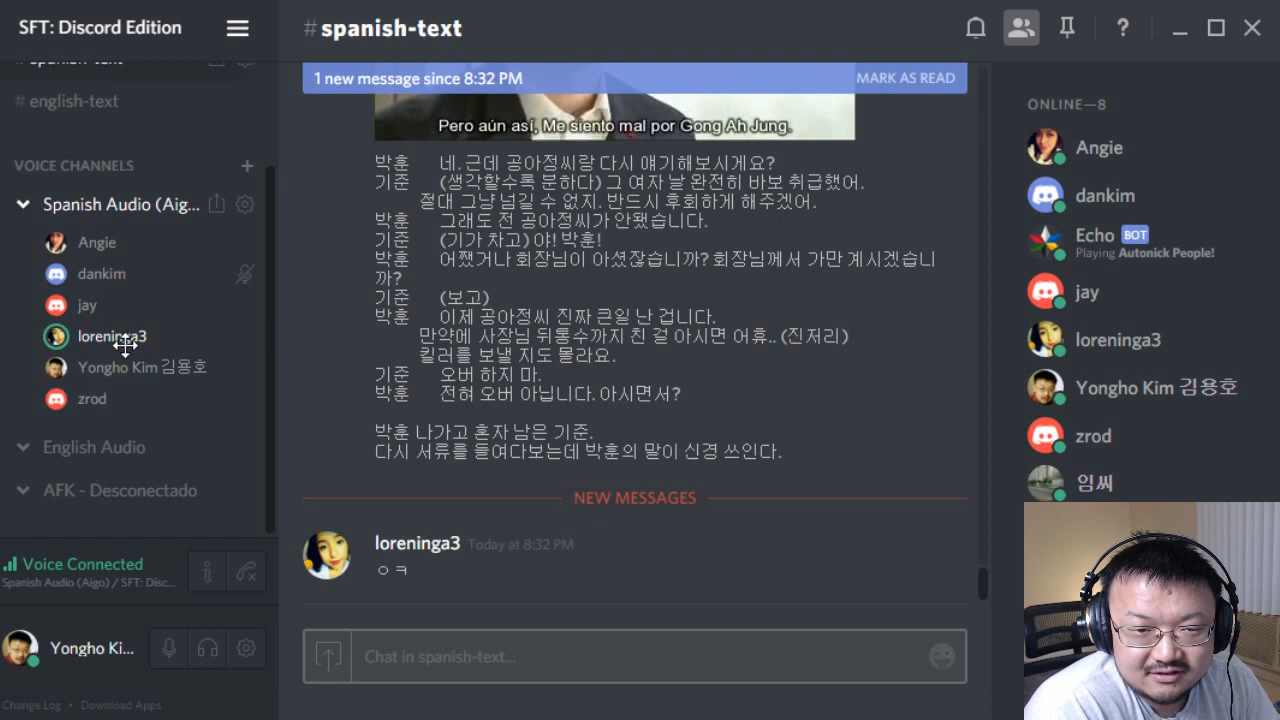 SFT: Discord Edition
# spanish-text
# english-text
VOICE CHANNELS
Spanish Audio (Aig...
Angie
dankim
jay
loreninga3
Yongho Kim 김용호
zrod
English Audio
AFK - Desconectado
Voice Connected
Spanish Audio (Aigo) / SFT: Disc...
Yongho Ki...
Change Log • Download Apps
# spanish-text
1 new message since 8:32 PM
MARK AS READ
Pero aún así, Me siento mal por Gong Ah Jung.
박훈 네. 근데 공아정씨랑 다시 얘기해보시게요?
기준 (생각할수록 분하다) 그 여자 날 완전히 바보 취급했어.
절대 그냥 넘길 수 없지. 반드시 후회하게 해주겠어.
박훈 그래도 전 공아정씨가 안됐습니다.
기준 (기가 차고) 야! 박훈!
박훈 어쨌거나 회장님이 아셨잖습니까? 회장님께서 가만 계시겠습니
까?
기준 (보고)
박훈 이제 공아정씨 진짜 큰일 난 겁니다.
만약에 사장님 뒤통수까지 친 걸 아시면 어휴.. (진저리)
킬러를 보낼 지도 몰라요.
기준 오버 하지 마.
박훈 전혀 오버 아닙니다. 아시면서?
박훈 나가고 혼자 남은 기준.
다시 서류를 들여다보는데 박훈의 말이 신경 쓰인다.
NEW MESSAGES
loreninga3 Today at 8:32 PM
ㅇㅋ
Chat in spanish-text...
ONLINE—8
Angie
dankim
Echo BOT
Playing Autonick People!
jay
loreninga3
Yongho Kim 김용호
zrod
임씨